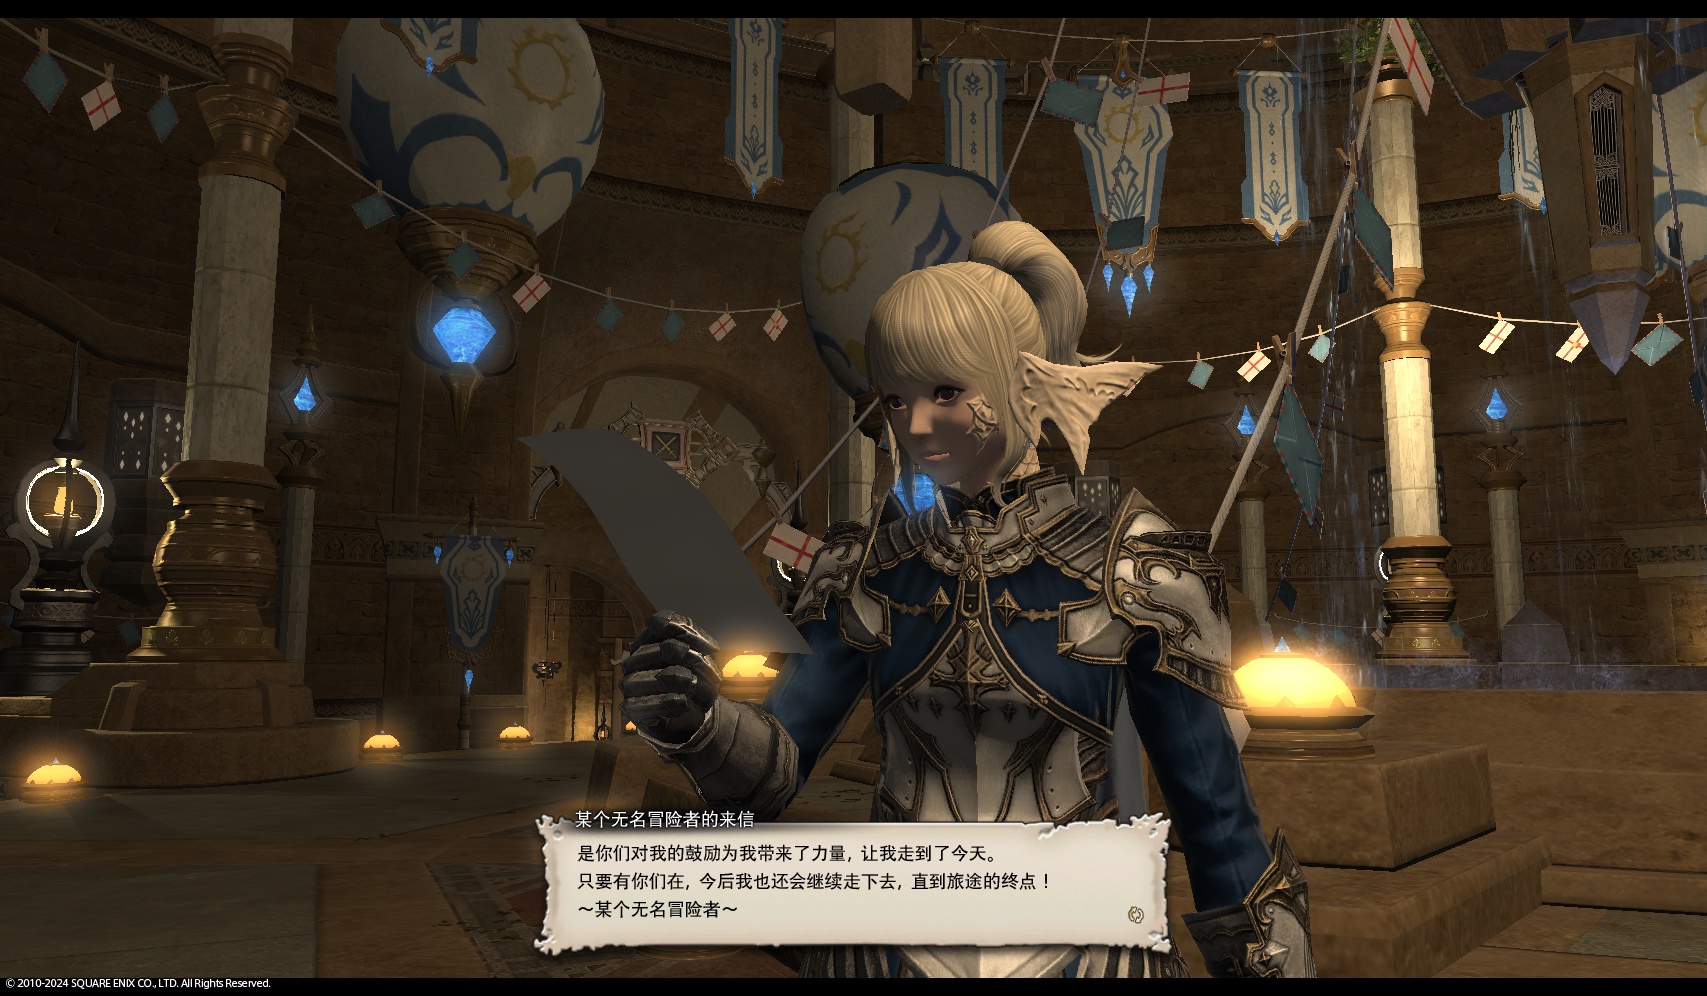 某个无名冒险者的来信
是你们对我的鼓励为我带来了力量，让我走到了今天。
只要有你们在，今后我也还会继续走下去，直到旅途的终点！
～某个无名冒险者～
© 2010-2024 SQUARE ENIX CO., LTD. All Rights Reserved.